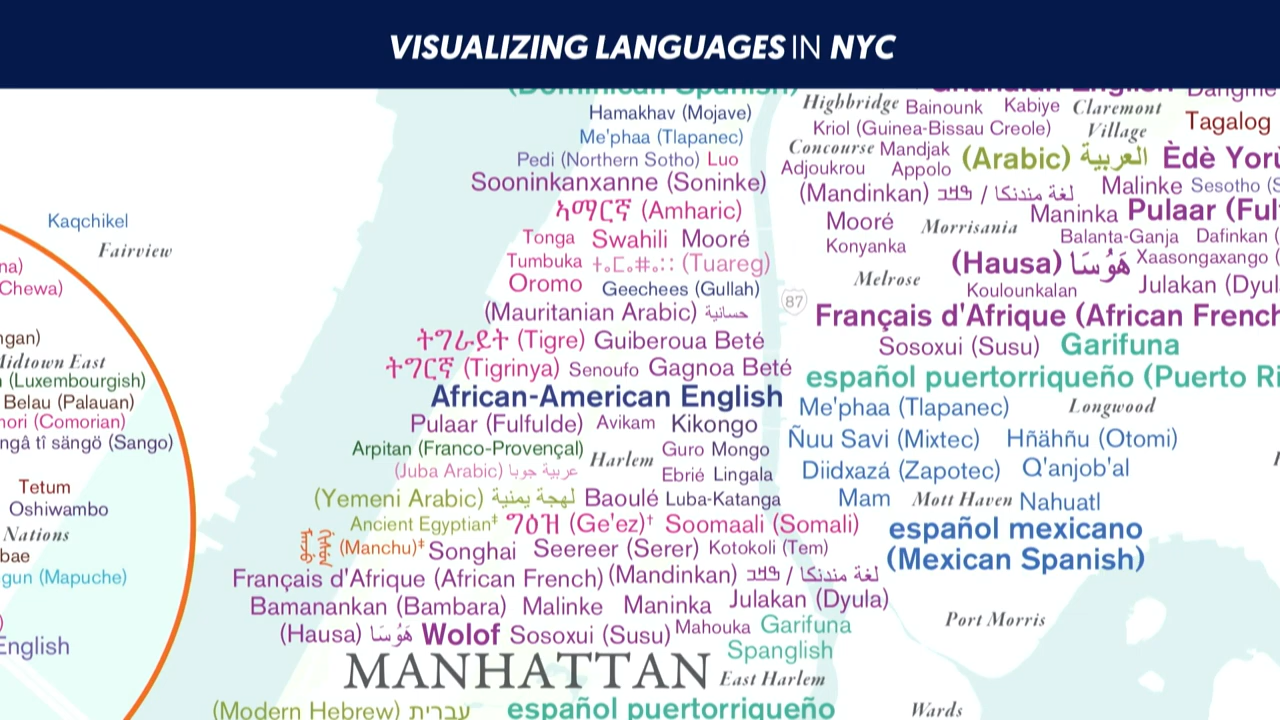 VISUALIZING LANGUAGES IN NYC
(Dominican Spanish)
Hamakhav (Mojave)
Me'phaa (Tlapanec)
Pedi (Northern Sotho) Luo
Sooninkanxanne (Soninke)
አማርኛ (Amharic)
Tonga Swahili Mooré
Tumbuka (Tuareg)
Oromo Geechees (Gullah)
(Mauritanian Arabic) حسانية
ትግራይት (Tigre) Guiberoua Beté
ትግርኛ (Tigrinya) Senoufo Gagnoa Beté
African-American English
Pulaar (Fulfulde) Avikam Kikongo
Arpitan (Franco-Provençal) Guro Mongo
(Juba Arabic) عربية جوبا Harlem Ebrié Lingala
(Yemeni Arabic) لهجة يمنية Baoulé Luba-Katanga
Ancient Egyptian‡ ግዕዝ (Ge'ez)† Soomaali (Somali)
(Manchu)‡ Songhai Seereer (Serer) Kotokoli (Tem)
Français d'Afrique (African French) (Mandinkan) لغة مندنكا /
Bamanankan (Bambara) Malinke Maninka Julakan (Dyula)
(Hausa) هَوُسَا Wolof Sosoxui (Susu) Mahouka Garifuna
Spanglish
MANHATTAN East Harlem
(Modern Hebrew) עברית español puertorriqueño
Ghanaian English Dangme
Highbridge Bainounk Kabiye Claremont
Village
Kriol (Guinea-Bissau Creole) Tagalog
Concourse Mandjak (Arabic) العربية Èdè Yorù
Adjoukrou Appolo
(Mandinkan) لغة مندنكا / Malinke Sesotho (S
Mooré Morrisania Maninka Pulaar (Ful
Konyanka Balanta-Ganja Dafinkan (
(Hausa) هَوُسَا Xaasongaxango (
Melrose Koulounkalan Julakan (Dyul
87
Français d'Afrique (African French
Sosoxui (Susu) Garifuna
español puertorriqueño (Puerto Ri
Me'phaa (Tlapanec) Longwood
Ñuu Savi (Mixtec) Hñähñu (Otomi)
Diidxazá (Zapotec) Q'anjob'al
Mam Mott Haven Nahuatl
español mexicano
(Mexican Spanish)
Port Morris
Wards
Kaqchikel
Fairview
na)
Chewa)
ngan)
Midtown East
(Luxembourgish)
Belau (Palauan)
mori (Comorian)
ngâ tî sängö (Sango)
Tetum
Oshiwambo
Nations
bae
gun (Mapuche)
)
English